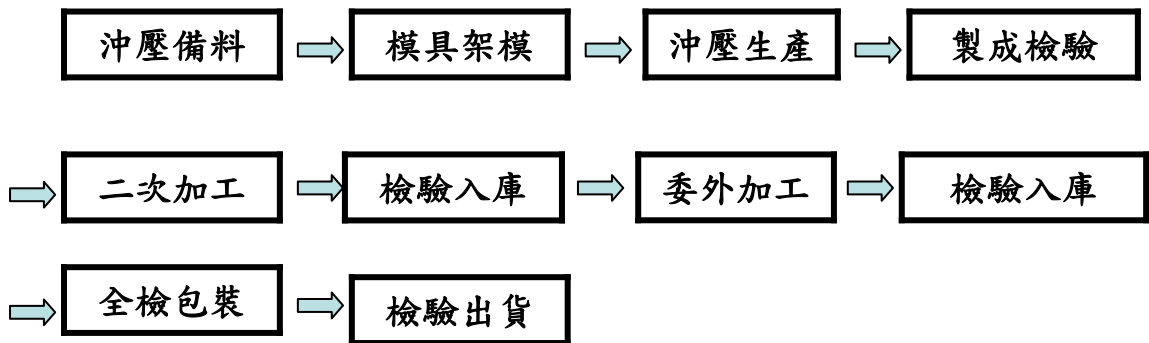 沖壓備料 模具架模 沖壓生產 製成檢驗
二次加工 檢驗入庫 委外加工 檢驗入庫
全檢包裝 檢驗出貨